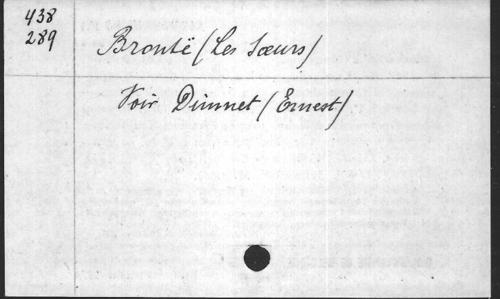 438
289
Brontë (Les Sœurs)
Voir Dimnet (Ernest)